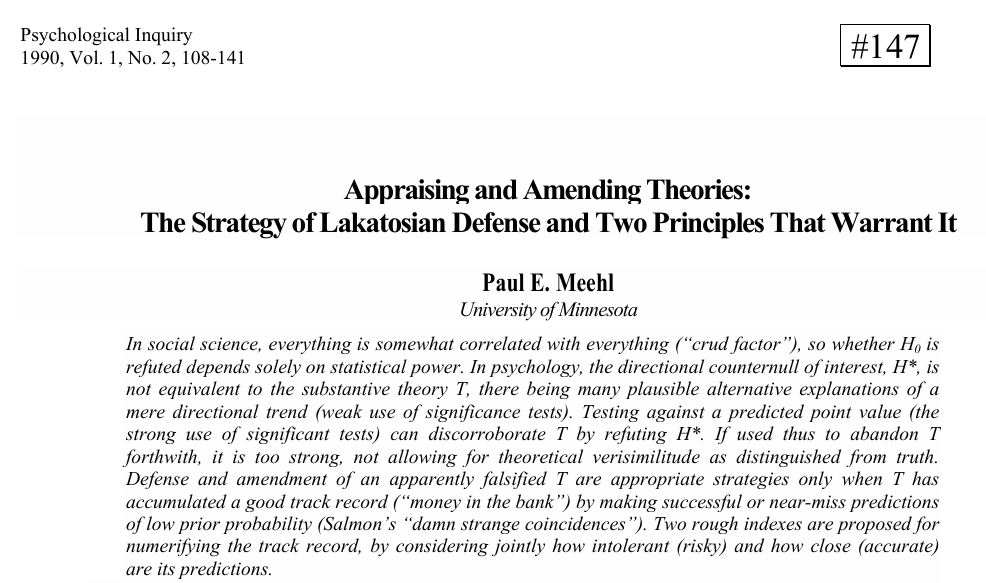 Psychological Inquiry
1990, Vol. 1, No. 2, 108-141
#147
Appraising and Amending Theories:
The Strategy of Lakatosian Defense and Two Principles That Warrant It
Paul E. Meehl
University of Minnesota
In social science, everything is somewhat correlated with everything (“crud factor”), so whether H0 is
refuted depends solely on statistical power. In psychology, the directional counternull of interest, H*, is
not equivalent to the substantive theory T, there being many plausible alternative explanations of a
mere directional trend (weak use of significance tests). Testing against a predicted point value (the
strong use of significant tests) can discorroborate T by refuting H*. If used thus to abandon T
forthwith, it is too strong, not allowing for theoretical verisimilitude as distinguished from truth.
Defense and amendment of an apparently falsified T are appropriate strategies only when T has
accumulated a good track record (“money in the bank”) by making successful or near-miss predictions
of low prior probability (Salmon’s “damn strange coincidences”). Two rough indexes are proposed for
numerifying the track record, by considering jointly how intolerant (risky) and how close (accurate)
are its predictions.